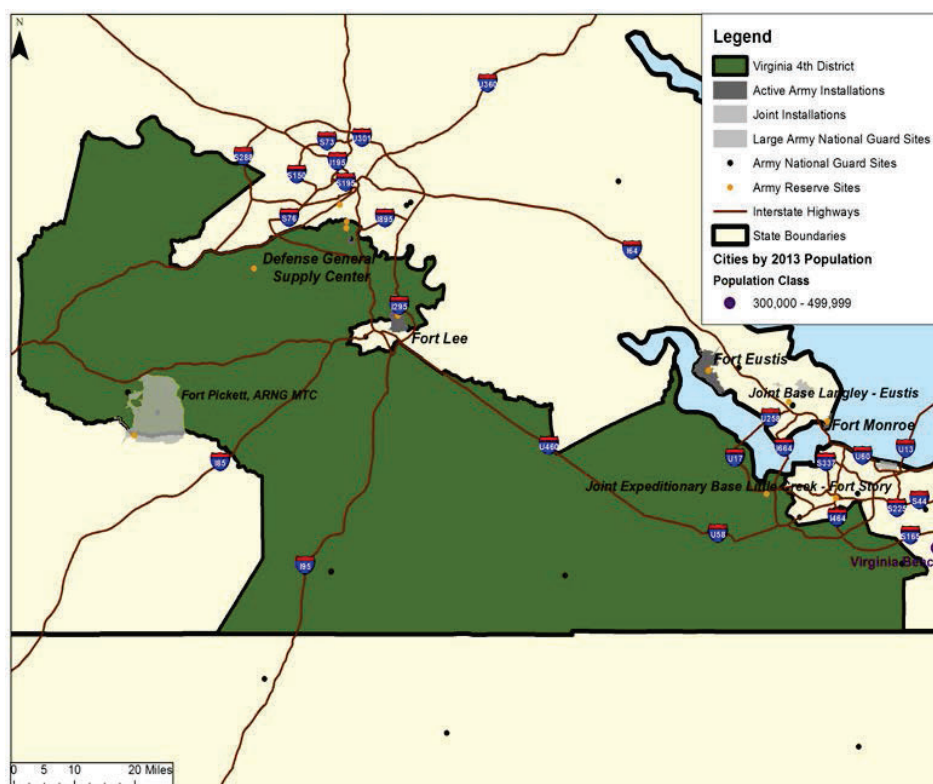 N
Legend
Virginia 4th District
Active Army Installations
Joint Installations
Large Army National Guard Sites
Army National Guard Sites
Army Reserve Sites
Interstate Highways
State Boundaries
Cities by 2013 Population
Population Class
300,000 - 499,999
U360
S73
U301
S288
I195
S150
S195
S76
I895
I64
Defense General
Supply Center
I295
Fort Lee
Fort Eustis
Fort Pickett, ARNG MTC
Joint Base Langley - Eustis
U258
Fort Monroe
U460
I664
U13
I85
U17
S337
U60
Joint Expeditionary Base Little Creek - Fort Story
S44
S225
I464
U58
S165
I95
Virginia Beac
0 5 10 20 Miles